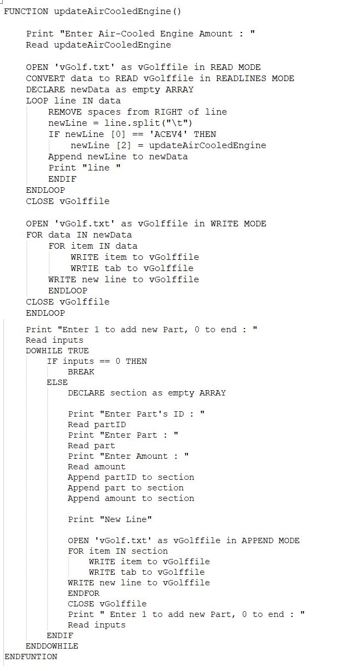 FUNCTION updateAirCooledEngine()
Print "Enter Air-Cooled Engine Amount : "
Read updateAirCooledEngine
OPEN 'vGolf.txt' as vGolffile in READ MODE
CONVERT data to READ vGolffile in READLINES MODE
DECLARE newData as empty ARRAY
LOOP line IN data
REMOVE spaces from RIGHT of line
newLine = line.split("\t")
IF newLine [0] == 'ACEV4' THEN
newLine [2] = updateAirCooledEngine
Append newLine to newData
Print "line "
ENDIF
ENDLOOP
CLOSE vGolffile
OPEN 'vGolf.txt' as vGolffile in WRITE MODE
FOR data IN newData
FOR item IN data
WRITE item to vGolffile
WRTIE tab to vGolffile
WRITE new line to vGolffile
ENDLOOP
CLOSE vGolffile
ENDLOOP
Print "Enter 1 to add new Part, 0 to end : "
Read inputs
DOWHILE TRUE
IF inputs == 0 THEN
BREAK
ELSE
DECLARE section as empty ARRAY
Print "Enter Part's ID : "
Read partID
Print "Enter Part : "
Read part
Print "Enter Amount : "
Read amount
Append partID to section
Append part to section
Append amount to section
Print "New Line"
OPEN 'vGolf.txt' as vGolffile in APPEND MODE
FOR item IN section
WRITE item to vGolffile
WRITE tab to vGolffile
WRITE new line to vGolffile
ENDFOR
CLOSE vGolffile
Print " Enter 1 to add new Part, 0 to end : "
Read inputs
ENDIF
ENDDOWHILE
ENDFUNTION